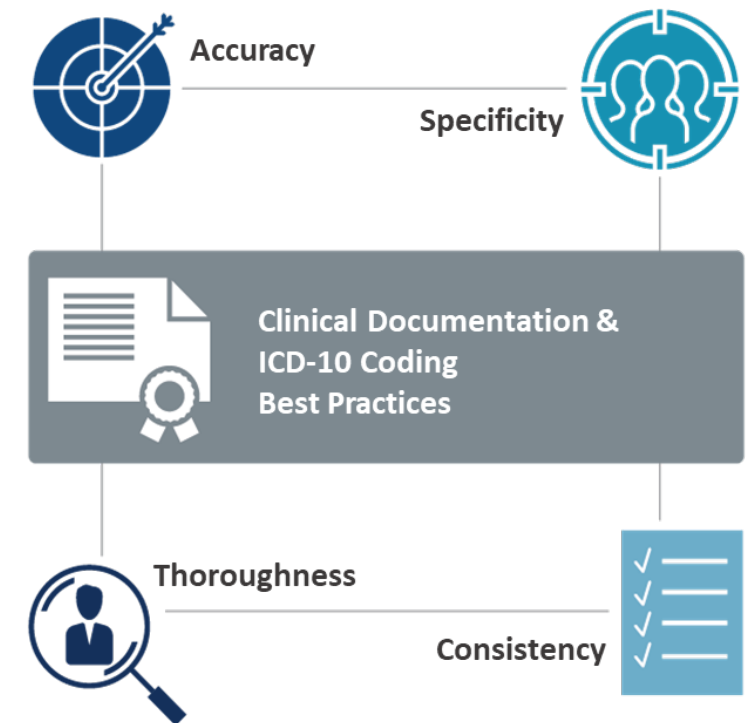 Accuracy
Specificity
Clinical Documentation &
ICD-10 Coding
Best Practices
Thoroughness
Consistency